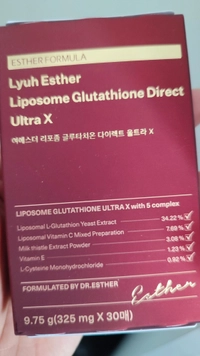 ESTHER FORMULA
Lyuh Esther
Liposome Glutathione Direct
Ultra X
여에스더 리포좀 글루타치온 다이렉트 울트라 X
LIPOSOME GLUTATHIONE ULTRA X with 5 complex
Liposomal L-Glutathion Yeast Extract 34.22 %
Liposomal Vitamin C Mixed Preparation 7.69 %
Milk thistle Extract Powder 3.08 %
Vitamin E 1.23 %
L-Cysteine Monohydrochloride 0.92 %
FORMULATED BY DR.ESTHER
Esther
9.75 g(325 mg X 30매)